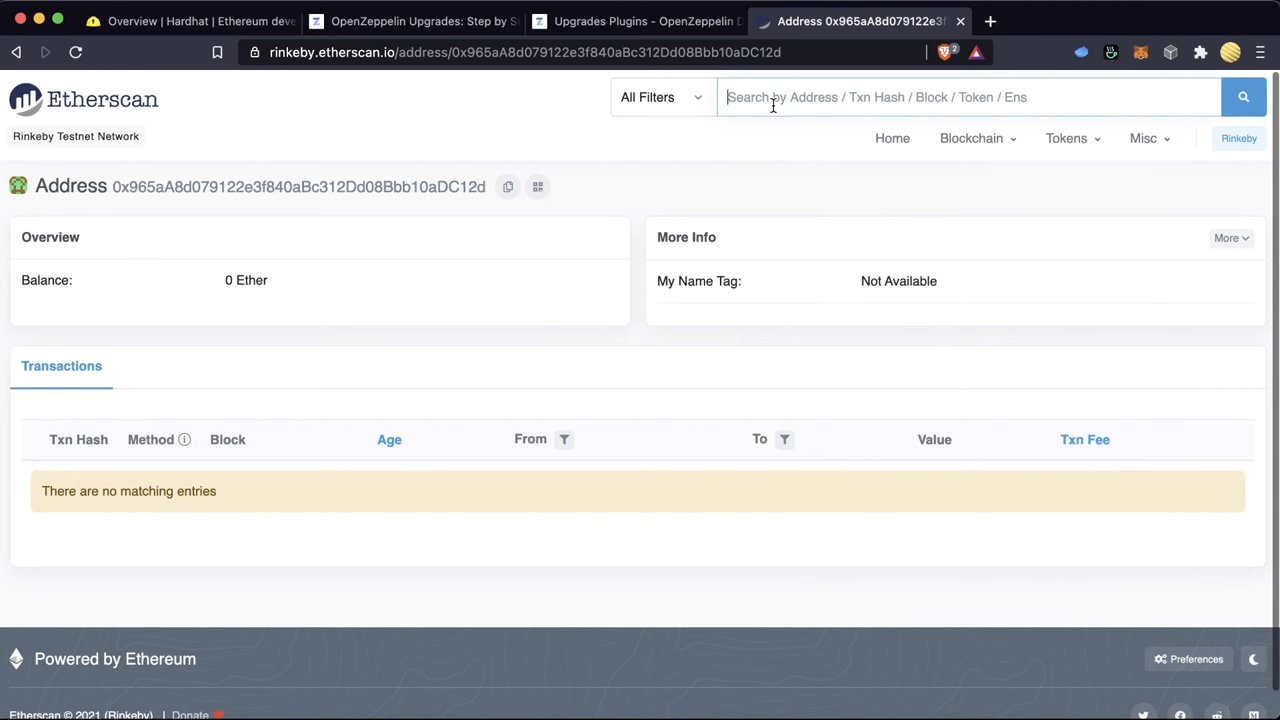 Overview | Hardhat | Ethereum deve
OpenZeppelin Upgrades: Step by S
Upgrades Plugins - OpenZeppelin D
Address 0x965aA8d079122e3f
rinkeby.etherscan.io/address/0x965aA8d079122e3f840aBc312Dd08Bbb10aDC12d
2
Etherscan
All Filters
Search by Address / Txn Hash / Block / Token / Ens
Rinkeby Testnet Network
Home
Blockchain
Tokens
Misc
Rinkeby
Address 0x965aA8d079122e3f840aBc312Dd08Bbb10aDC12d
Overview
More Info
More
Balance: 0 Ether
My Name Tag: Not Available
Transactions
Txn Hash Method Block Age From To Value Txn Fee
There are no matching entries
Powered by Ethereum
Preferences
Etherscan © 2021 (Rinkeby) | Donate